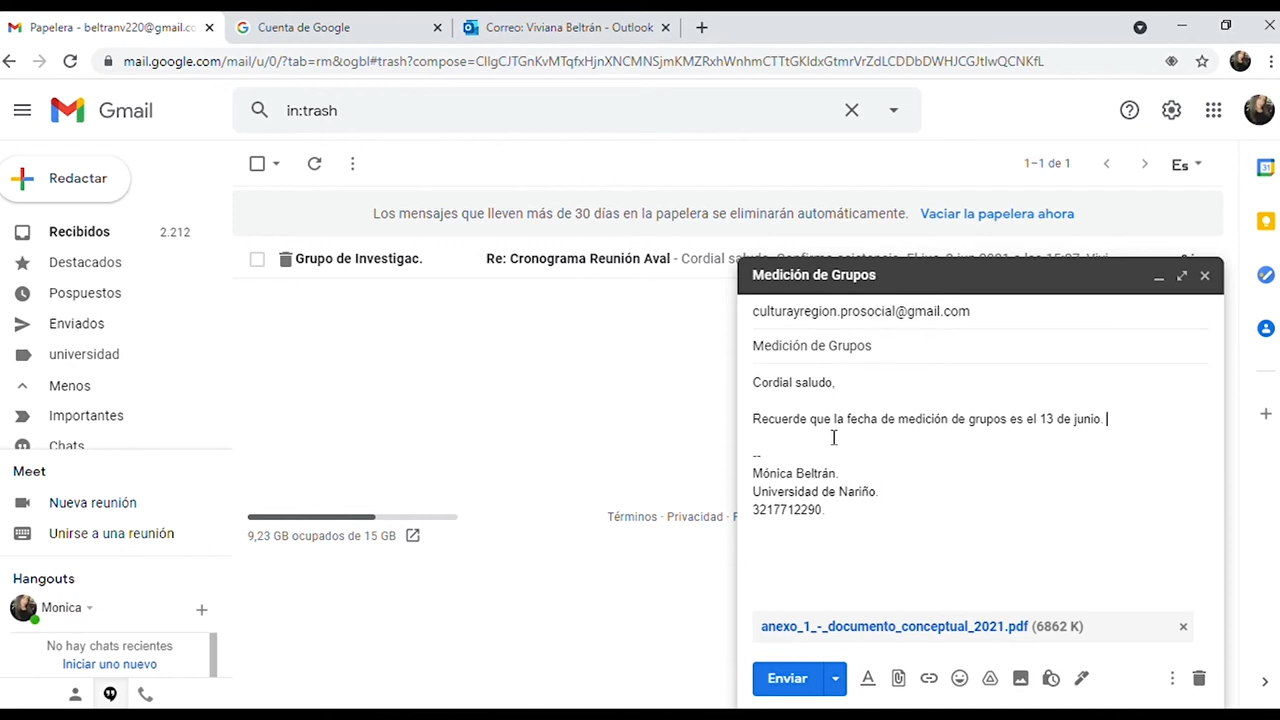 Papelera - beltranv220@gmail.co
Cuenta de Google
Correo: Viviana Beltrán - Outlook
mail.google.com/mail/u/0/?tab=rm&ogbl#trash?compose=CllgCJTGnMvMTqfxHjnXNCMNSjmKMZRxhWnhmCTTtGKldxGtmrVrZdLCDDbDWHJCGJtlwQCNKfL
Gmail
in:trash
Redactar
1–1 de 1
Es
Los mensajes que lleven más de 30 días en la papelera se eliminarán automáticamente. Vaciar la papelera ahora
Recibidos 2.212
Destacados
Pospuestos
Enviados
universidad
Menos
Importantes
Chats
Meet
Nueva reunión
Unirse a una reunión
Hangouts
Monica
No hay chats recientes
Iniciar uno nuevo
Grupo de Investigac. Re: Cronograma Reunión Aval - Cordial
9,23 GB ocupados de 15 GB
Términos · Privacidad ·
Medición de Grupos
culturayregion.prosocial@gmail.com
Medición de Grupos
Cordial saludo,
Recuerde que la fecha de medición de grupos es el 13 de junio.
--
Mónica Beltrán.
Universidad de Nariño.
3217712290.
anexo_1_-_documento_conceptual_2021.pdf (6862 K)
Enviar